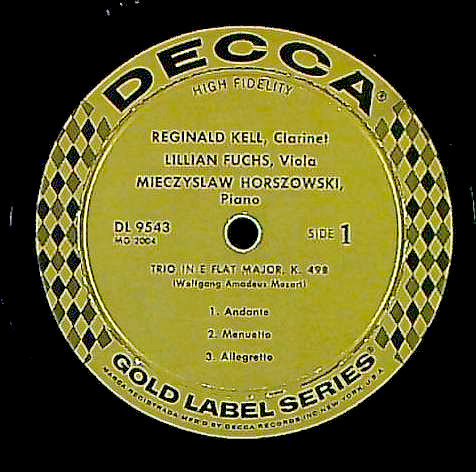 DECCA®
HIGH FIDELITY
REGINALD KELL, Clarinet
LILLIAN FUCHS, Viola
MIECZYSLAW HORSZOWSKI,
Piano
DL 9543
MG 2004
SIDE 1
TRIO IN E FLAT MAJOR, K. 498
(Wolfgang Amadeus Mozart)
1. Andante
2. Menuetto
3. Allegretto
GOLD LABEL SERIES®
MARCA REGISTRADA MFR'D BY DECCA RECORDS INC. NEW YORK, U.S.A.